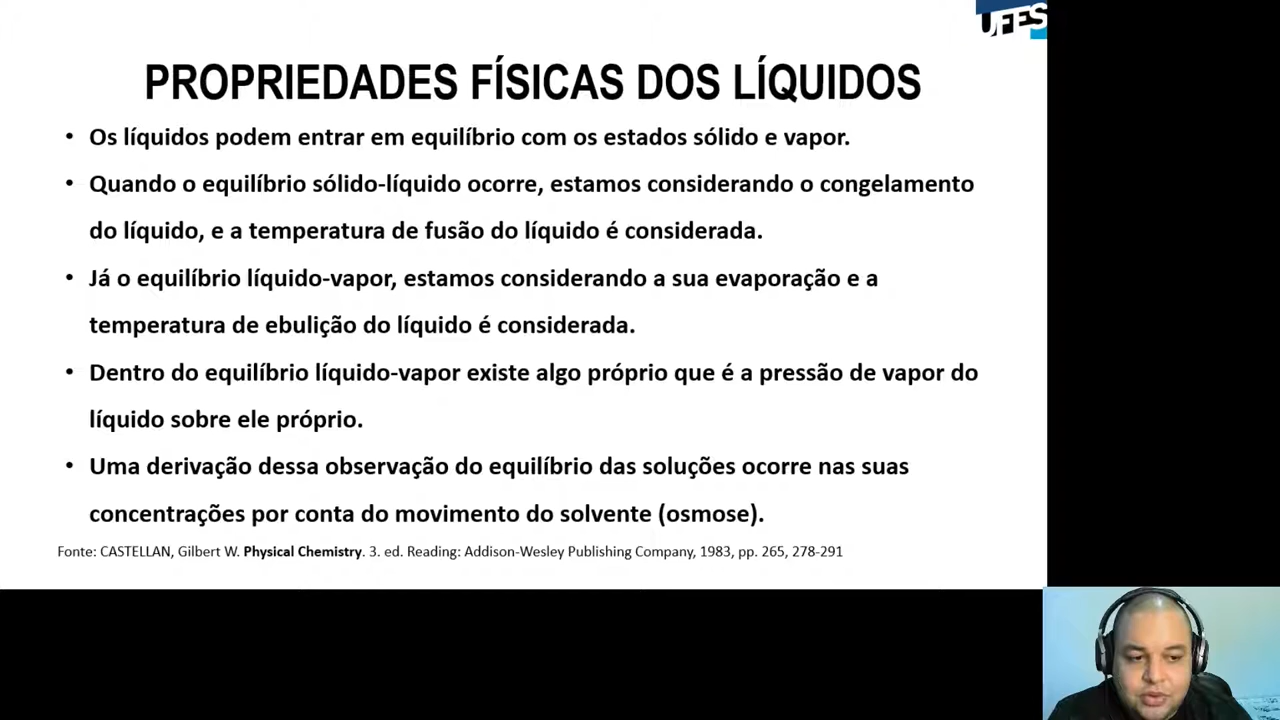 UFES
PROPRIEDADES FÍSICAS DOS LÍQUIDOS
• Os líquidos podem entrar em equilíbrio com os estados sólido e vapor.
• Quando o equilíbrio sólido-líquido ocorre, estamos considerando o congelamento
do líquido, e a temperatura de fusão do líquido é considerada.
• Já o equilíbrio líquido-vapor, estamos considerando a sua evaporação e a
temperatura de ebulição do líquido é considerada.
• Dentro do equilíbrio líquido-vapor existe algo próprio que é a pressão de vapor do
líquido sobre ele próprio.
• Uma derivação dessa observação do equilíbrio das soluções ocorre nas suas
concentrações por conta do movimento do solvente (osmose).
Fonte: CASTELLAN, Gilbert W. Physical Chemistry. 3. ed. Reading: Addison-Wesley Publishing Company, 1983, pp. 265, 278-291